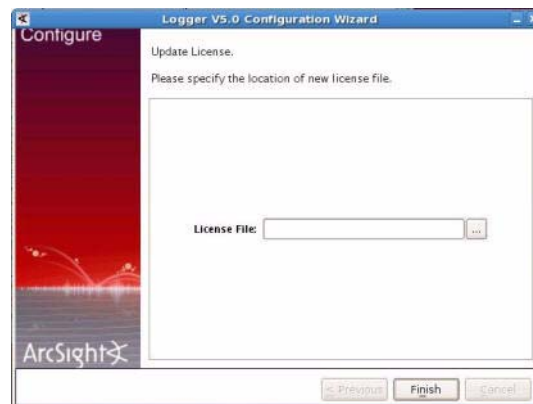 Logger V5.0 Configuration Wizard
Configure
Update License.
Please specify the location of new license file.
License File:
...
ArcSight
< Previous
Finish
Cancel